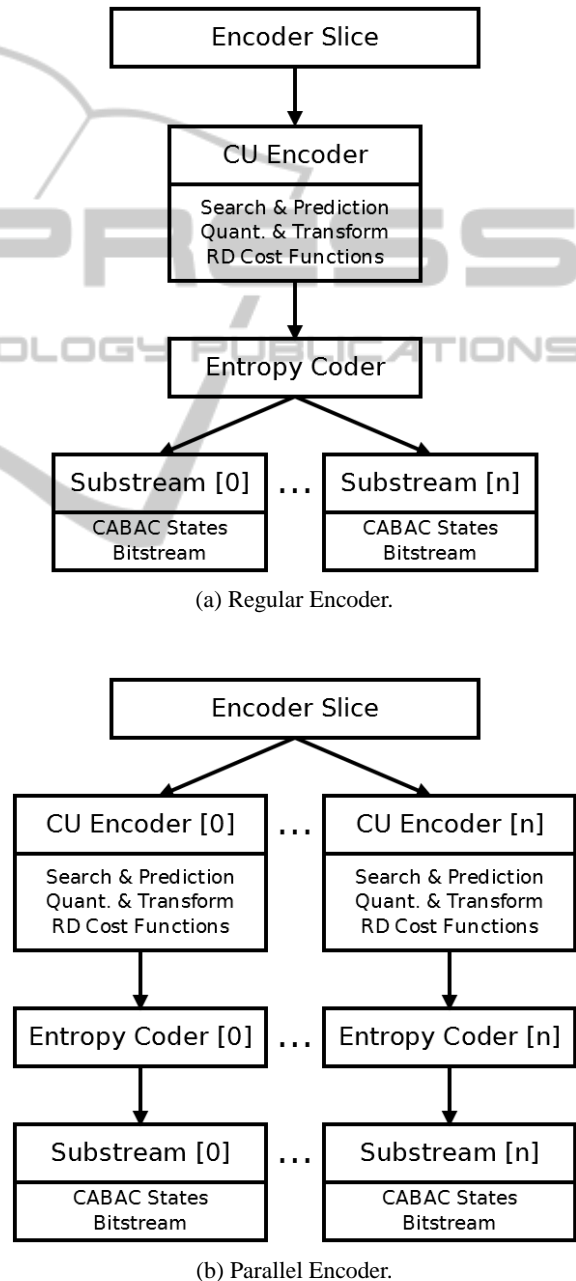 Encoder Slice
CU Encoder
Search & Prediction
Quant. & Transform
RD Cost Functions
PRESS
OLOGY PUBLICATIONS
Entropy Coder
Substream [0] ... Substream [n]
CABAC States CABAC States
Bitstream Bitstream
(a) Regular Encoder.
Encoder Slice
CU Encoder [0] ... CU Encoder [n]
Search & Prediction Search & Prediction
Quant. & Transform Quant. & Transform
RD Cost Functions RD Cost Functions
Entropy Coder [0] ... Entropy Coder [n]
Substream [0] ... Substream [n]
CABAC States CABAC States
Bitstream Bitstream
(b) Parallel Encoder.